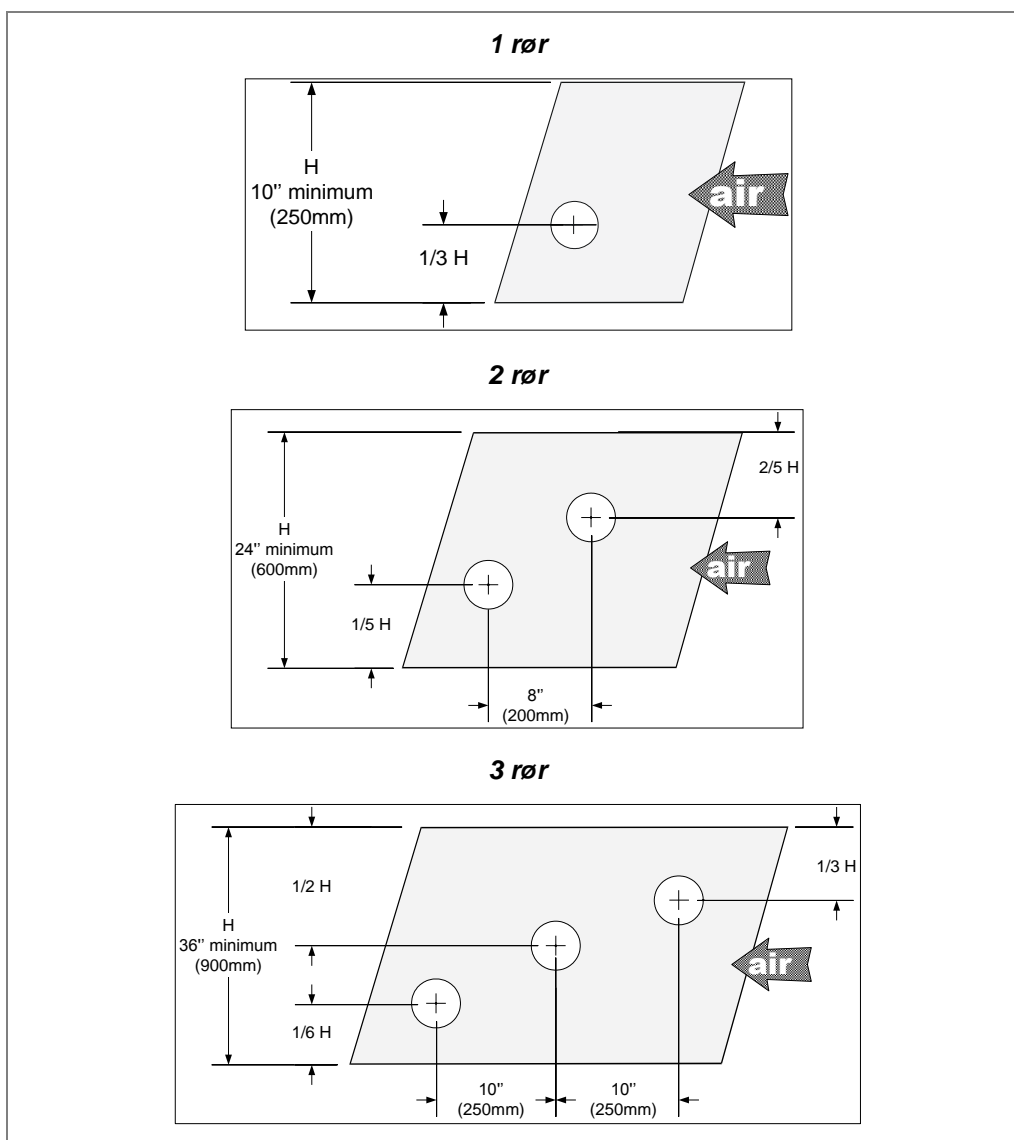 1 rør
H
10" minimum
(250mm)
1/3 H
air
2 rør
2/5 H
H
24" minimum
(600mm)
air
1/5 H
8"
(200mm)
3 rør
1/3 H
1/2 H
H
36" minimum
(900mm)
air
1/6 H
10"
(250mm)
10"
(250mm)